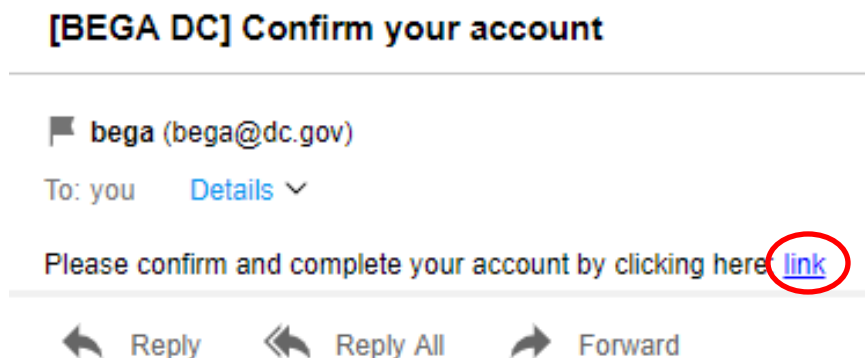 [BEGA DC] Confirm your account
bega (bega@dc.gov)
To: you Details
Please confirm and complete your account by clicking here: link
Reply Reply All Forward